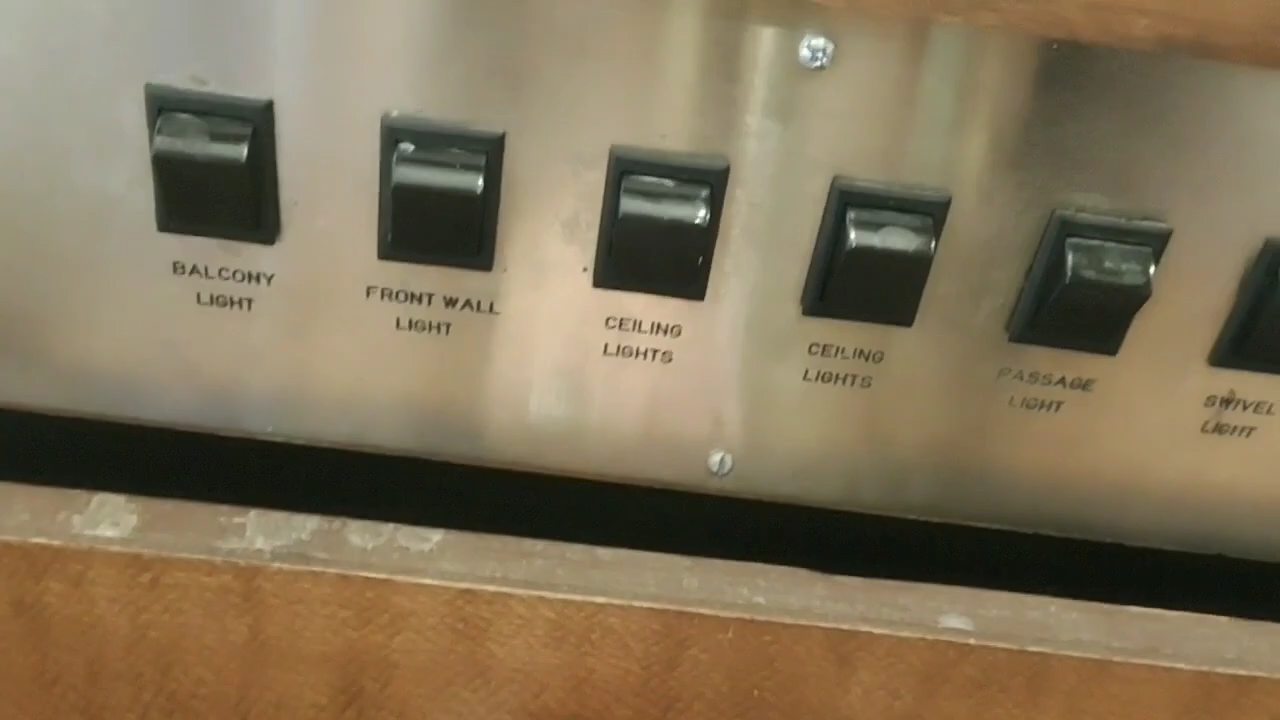 BALCONY
LIGHT
FRONT WALL
LIGHT
CEILING
LIGHTS
CEILING
LIGHTS
PASSAGE
LIGHT
SWIVEL
LIGHT